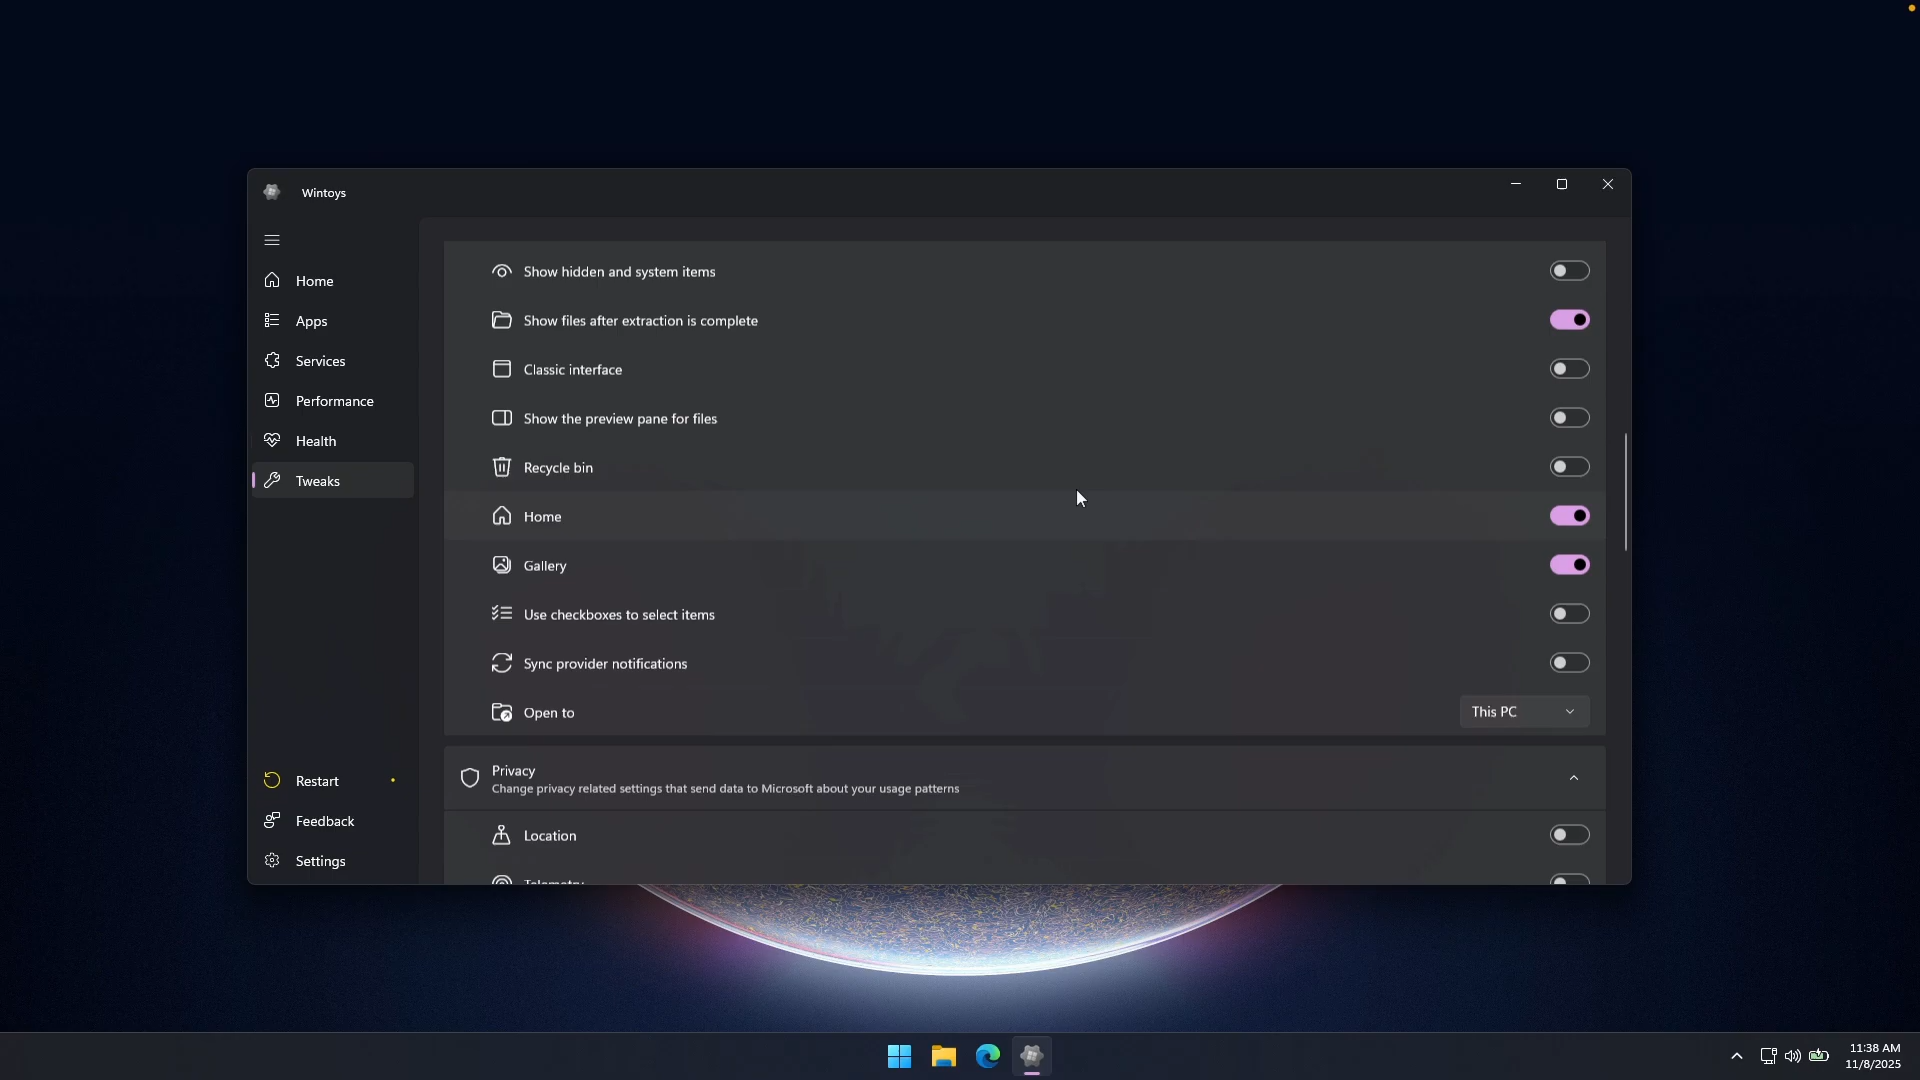 Wintoys
Home
Apps
Services
Performance
Health
Tweaks
Restart
Feedback
Settings
Show hidden and system items
Show files after extraction is complete
Classic interface
Show the preview pane for files
Recycle bin
Home
Gallery
Use checkboxes to select items
Sync provider notifications
Open to
This PC
Privacy
Change privacy related settings that send data to Microsoft about your usage patterns
Location
Telemetry
11:38 AM
11/8/2025